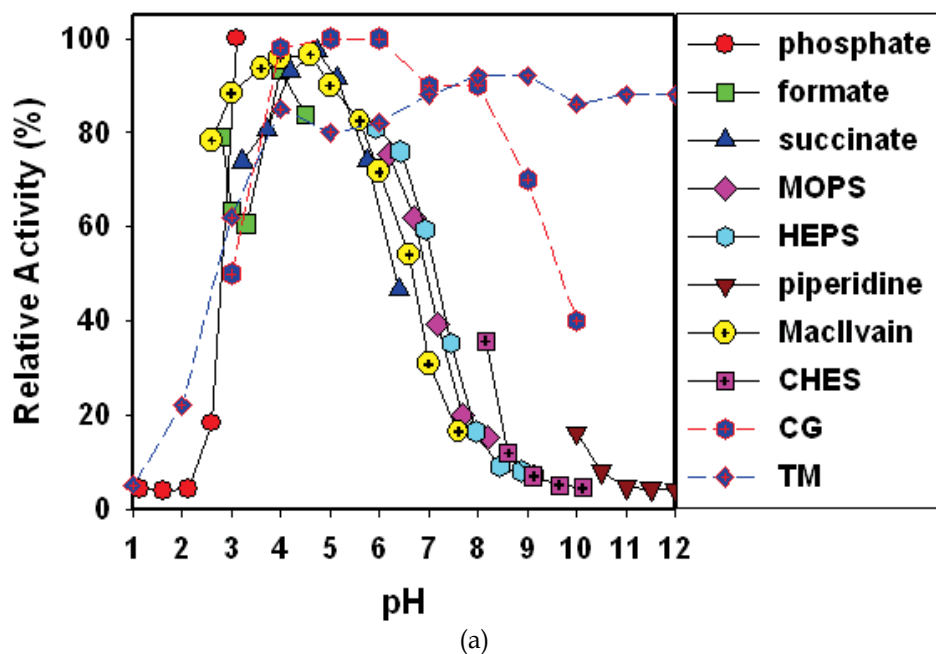 Relative Activity (%)
100
80
60
40
20
0
1 2 3 4 5 6 7 8 9 10 11 12
pH
phosphate
formate
succinate
MOPS
HEPS
piperidine
MacIlvain
CHES
CG
TM
(a)